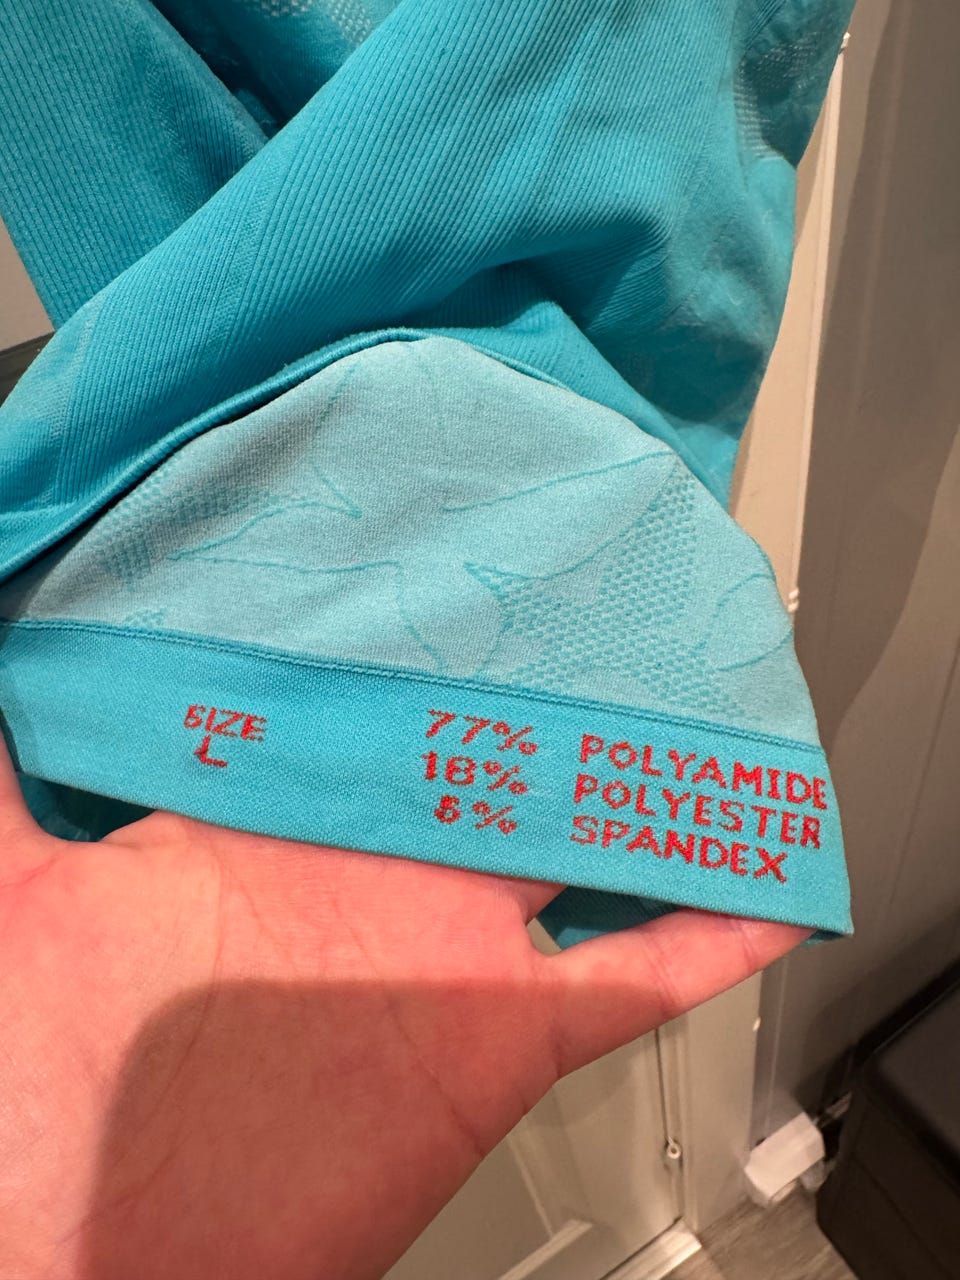 SIZE
L
77% POLYAMIDE
18% POLYESTER
5% SPANDEX